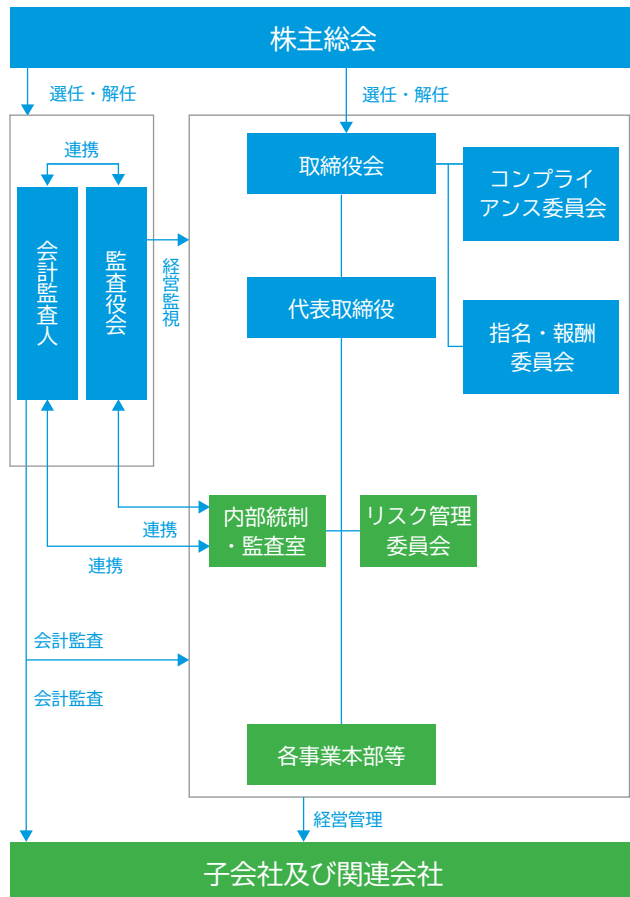 株主総会
選任・解任
選任・解任
連携
会計監査人
監査役会
経営監視
取締役会
コンプライ
アンス委員会
代表取締役
指名・報酬
委員会
内部統制
・監査室
リスク管理
委員会
連携
連携
会計監査
会計監査
各事業本部等
経営管理
子会社及び関連会社